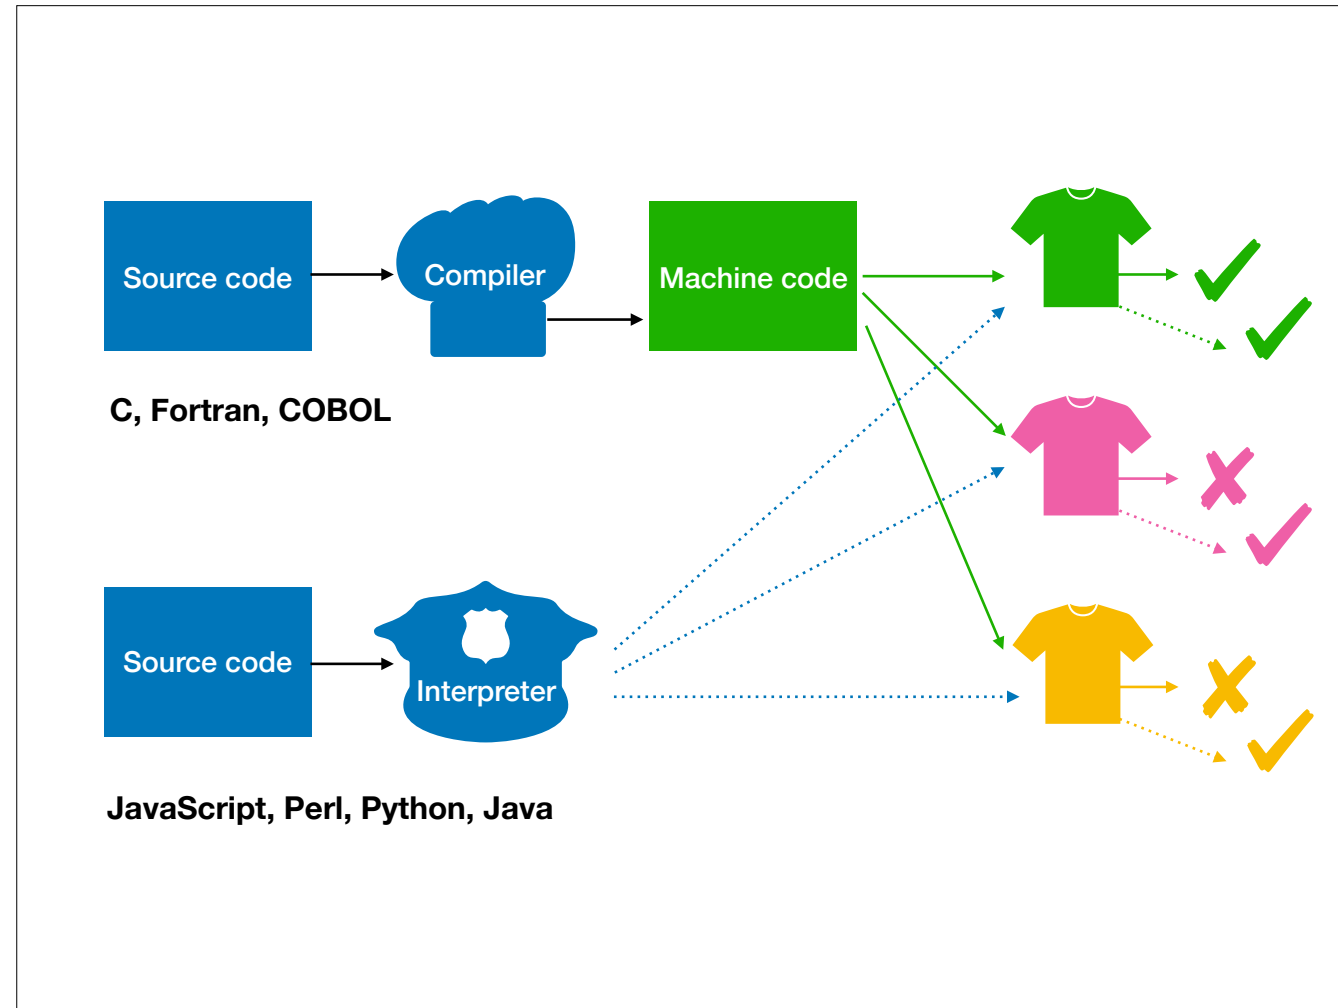 Source code
Compiler
Machine code
C, Fortran, COBOL
Source code
Interpreter
JavaScript, Perl, Python, Java